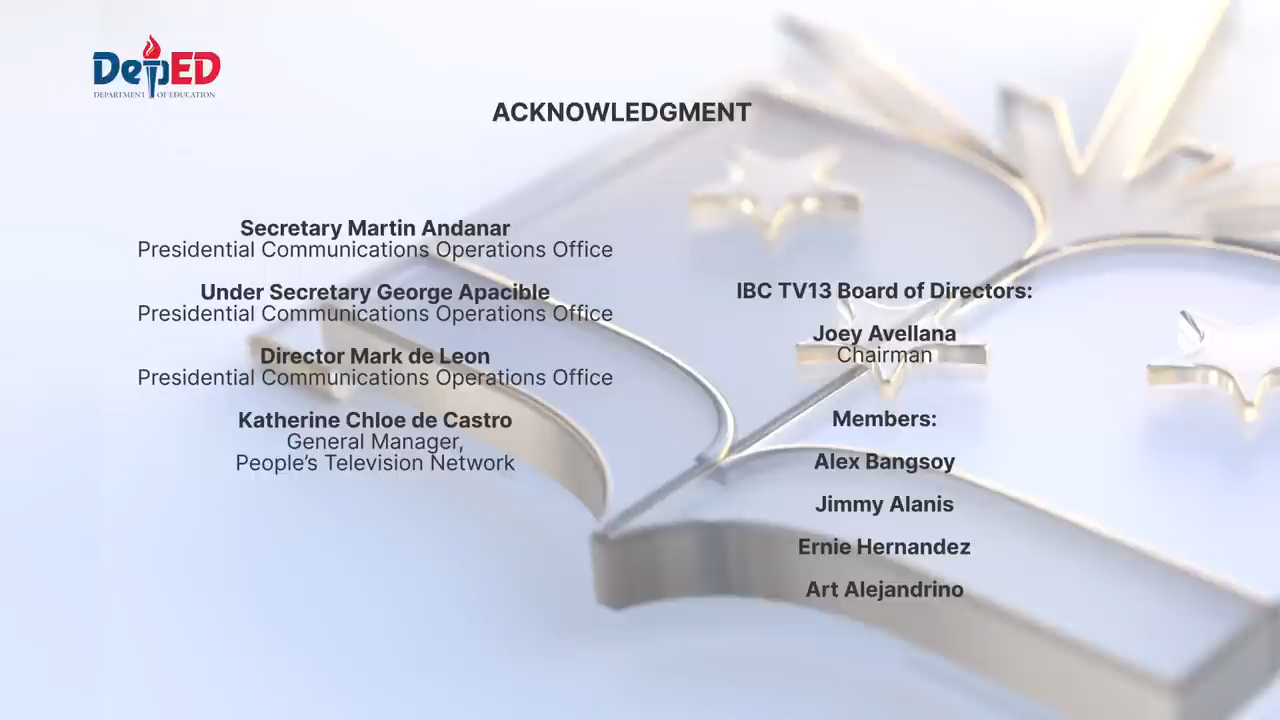 DepED
DEPARTMENT OF EDUCATION
ACKNOWLEDGMENT
Secretary Martin Andanar
Presidential Communications Operations Office
Under Secretary George Apacible
Presidential Communications Operations Office
Director Mark de Leon
Presidential Communications Operations Office
Katherine Chloe de Castro
General Manager,
People's Television Network
IBC TV13 Board of Directors:
Joey Avellana
Chairman
Members:
Alex Bangsoy
Jimmy Alanis
Ernie Hernandez
Art Alejandrino